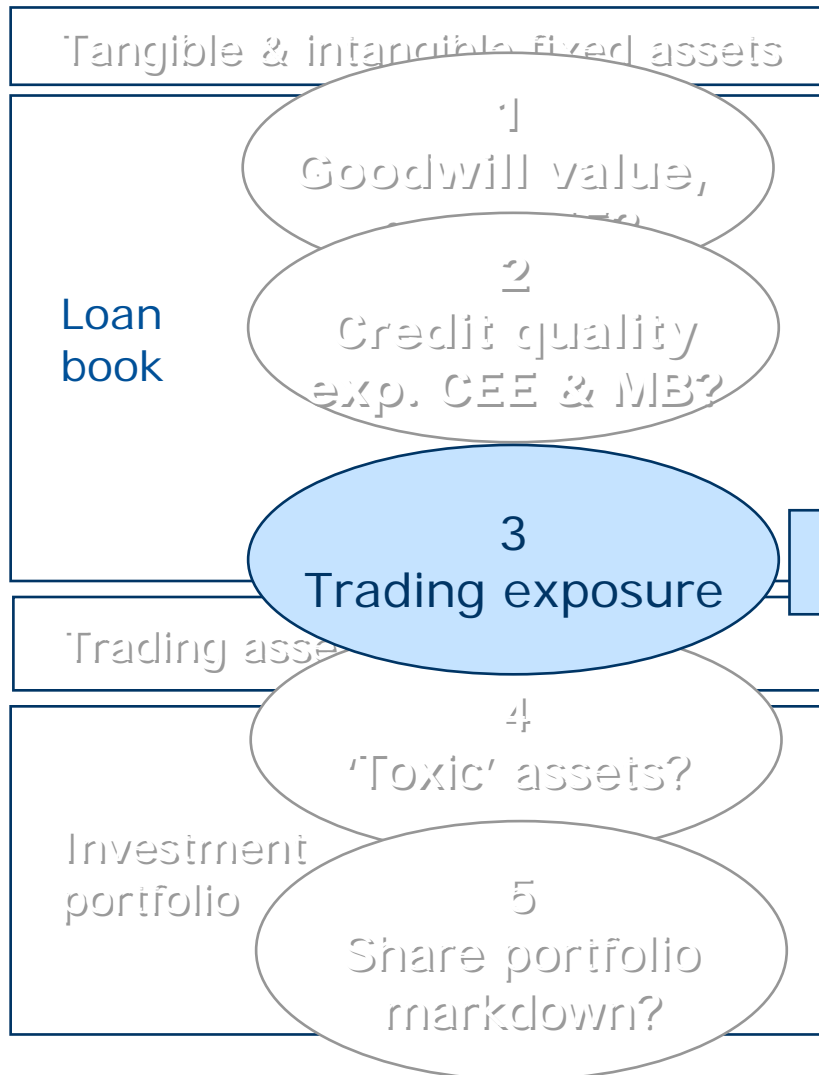 Tangible & intangible fixed assets
1
Goodwill value,
2
Credit quality
exp. CEE & MB?
Loan
book
3
Trading exposure
Trading asse
4
‘Toxic’ assets?
Investment
portfolio
5
Share portfolio
markdown?